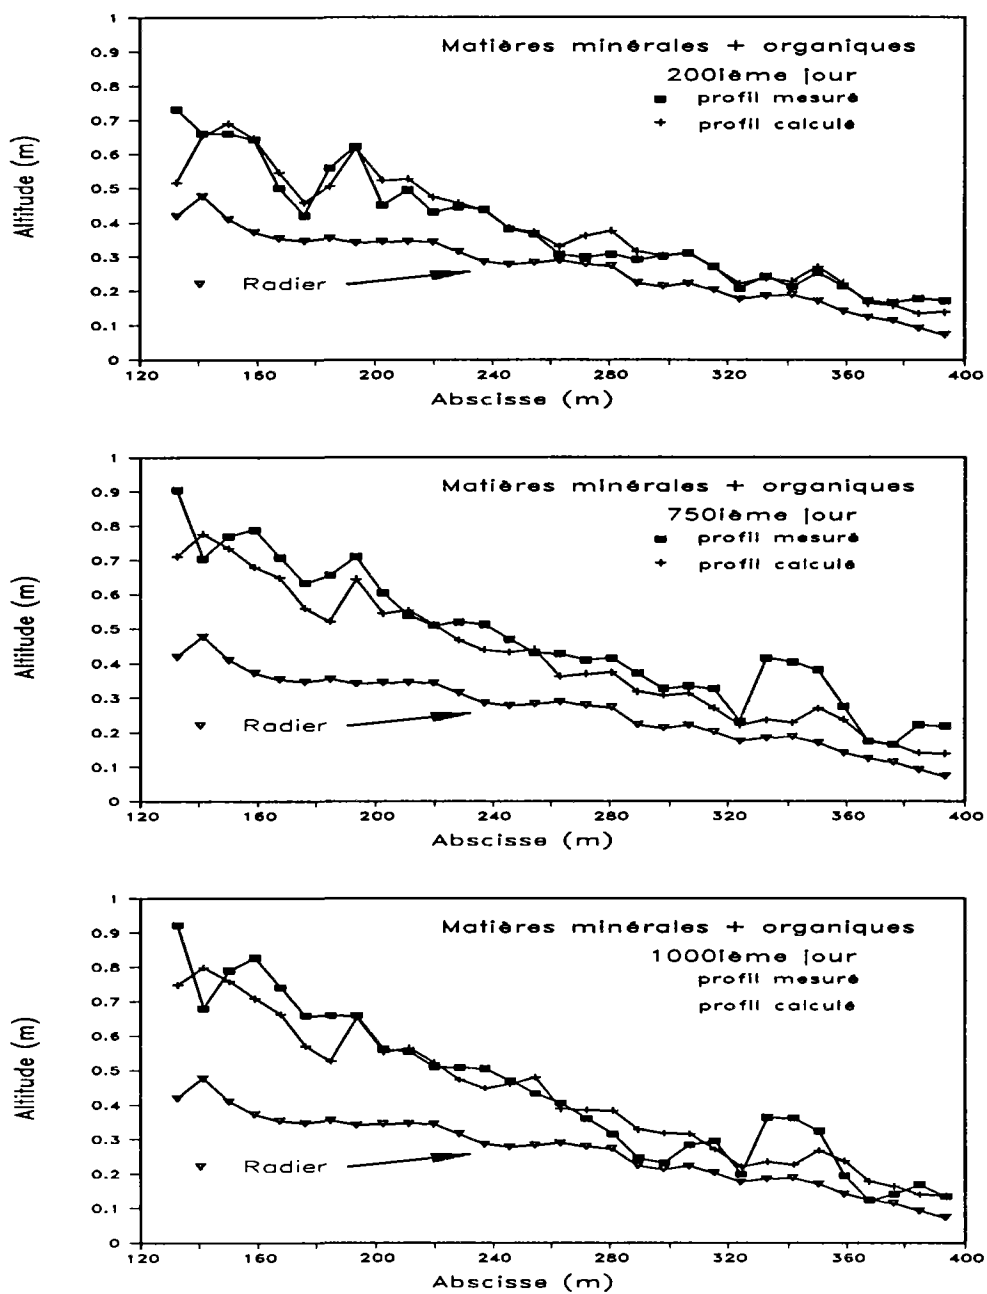 Matières minérales + organiques
200ième jour
profil mesuré
profil calculé
Radier
Altitude (m)
1
0.9
0.8
0.7
0.6
0.5
0.4
0.3
0.2
0.1
0
120 160 200 240 280 320 360 400
Abscisse (m)
Matières minérales + organiques
750ième jour
profil mesuré
profil calculé
Radier
Altitude (m)
1
0.9
0.8
0.7
0.6
0.5
0.4
0.3
0.2
0.1
0
120 160 200 240 280 320 360 400
Abscisse (m)
Matières minérales + organiques
1000ième jour
profil mesuré
profil calculé
Radier
Altitude (m)
1
0.9
0.8
0.7
0.6
0.5
0.4
0.3
0.2
0.1
0
120 160 200 240 280 320 360 400
Abscisse (m)